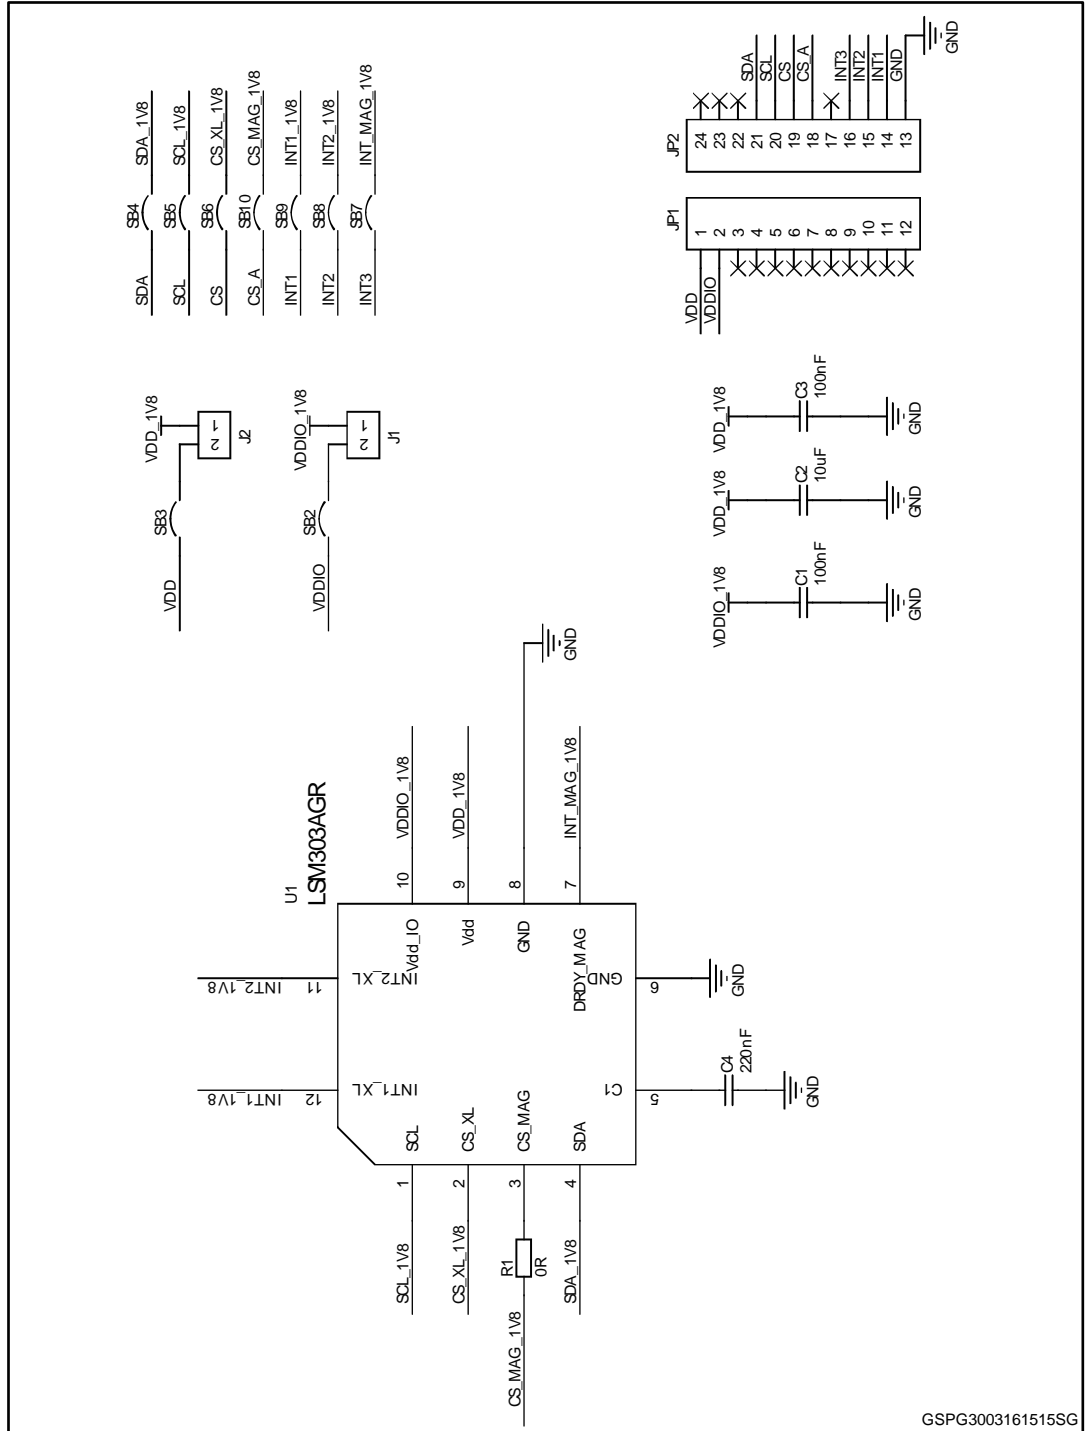 SDA SB4 SDA_1V8
SCL SB5 SCL_1V8
CS SB6 CS_XL_1V8
CS_A SB10 CS_MAG_1V8
INT1 SB9 INT1_1V8
INT2 SB8 INT2_1V8
INT3 SB7 INT_MAG_1V8
JP2
24
23
22
21 SDA
20 SCL
19 CS
18 CS_A
17
16 INT3
15 INT2
14 INT1
13 GND
GND
JP1
VDD 1
VDDIO 2
3
4
5
6
7
8
9
10
11
12
VDD SB3 VDD_1V8
2 1
J2
VDDIO SB2 VDDIO_1V8
2 1
J1
VDD_1V8
C3
100nF
GND
VDD_1V8
C2
10uF
GND
VDDIO_1V8
C1
100nF
GND
U1
LSM303AGR
INT1_1V8 12 INT1_XL
INT2_1V8 11 INT2_XL
SCL_1V8 1 SCL
CS_XL_1V8 2 CS_XL
CS_MAG_1V8 R1 0R 3 CS_MAG
SDA_1V8 4 SDA
Vdd_IO 10 VDDIO_1V8
Vdd 9 VDD_1V8
GND 8
GND
DRDY_MAG 7 INT_MAG_1V8
C1 5
C4
220nF
GND
GND 6
GND
GSPG3003161515SG